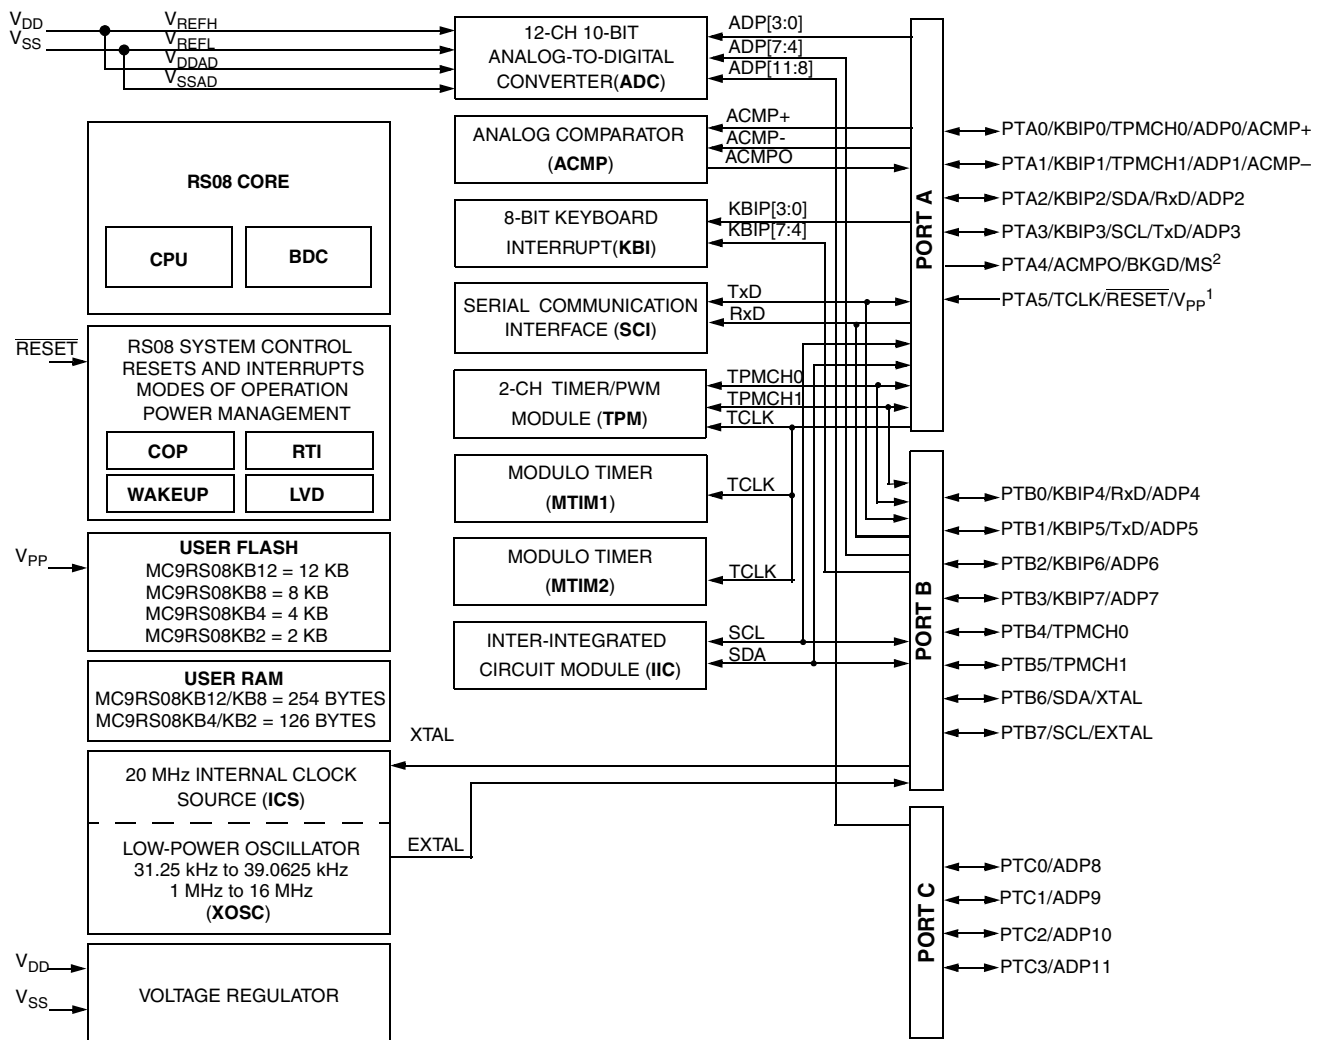 VDD
VSS
VREFH
VREFL
VDDAD
VSSAD
12-CH 10-BIT
ANALOG-TO-DIGITAL
CONVERTER(ADC)
ADP[3:0]
ADP[7:4]
ADP[11:8]
ANALOG COMPARATOR
(ACMP)
ACMP+
ACMP-
ACMPO
RS08 CORE
CPU
BDC
8-BIT KEYBOARD
INTERRUPT(KBI)
KBIP[3:0]
KBIP[7:4]
SERIAL COMMUNICATION
INTERFACE (SCI)
TxD
RxD
RESET
RS08 SYSTEM CONTROL
RESETS AND INTERRUPTS
MODES OF OPERATION
POWER MANAGEMENT
COP
RTI
WAKEUP
LVD
2-CH TIMER/PWM
MODULE (TPM)
TPMCH0
TPMCH1
TCLK
MODULO TIMER
(MTIM1)
TCLK
MODULO TIMER
(MTIM2)
TCLK
VPP
USER FLASH
MC9RS08KB12 = 12 KB
MC9RS08KB8 = 8 KB
MC9RS08KB4 = 4 KB
MC9RS08KB2 = 2 KB
INTER-INTEGRATED
CIRCUIT MODULE (IIC)
SCL
SDA
USER RAM
MC9RS08KB12/KB8 = 254 BYTES
MC9RS08KB4/KB2 = 126 BYTES
XTAL
20 MHz INTERNAL CLOCK
SOURCE (ICS)
LOW-POWER OSCILLATOR
31.25 kHz to 39.0625 kHz
1 MHz to 16 MHz
(XOSC)
EXTAL
VDD
VSS
VOLTAGE REGULATOR
PORT A
PTA0/KBIP0/TPMCH0/ADP0/ACMP+
PTA1/KBIP1/TPMCH1/ADP1/ACMP–
PTA2/KBIP2/SDA/RxD/ADP2
PTA3/KBIP3/SCL/TxD/ADP3
PTA4/ACMPO/BKGD/MS2
PTA5/TCLK/RESET/VPP1
PORT B
PTB0/KBIP4/RxD/ADP4
PTB1/KBIP5/TxD/ADP5
PTB2/KBIP6/ADP6
PTB3/KBIP7/ADP7
PTB4/TPMCH0
PTB5/TPMCH1
PTB6/SDA/XTAL
PTB7/SCL/EXTAL
PORT C
PTC0/ADP8
PTC1/ADP9
PTC2/ADP10
PTC3/ADP11